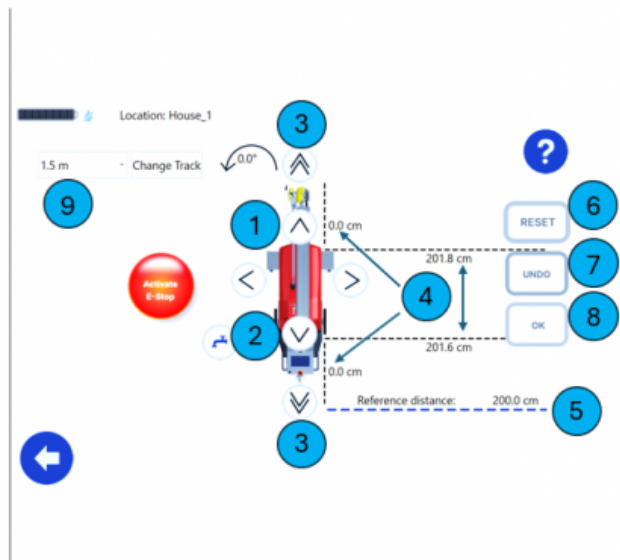 3
Location: House_1
?
1.5 m - Change Track
0.0°
9
6
RESET
1
0.0 cm
201.8 cm
7
UNDO
4
Activate
E-Stop
2
8
OK
201.6 cm
0.0 cm
Reference distance: 200.0 cm
5
3